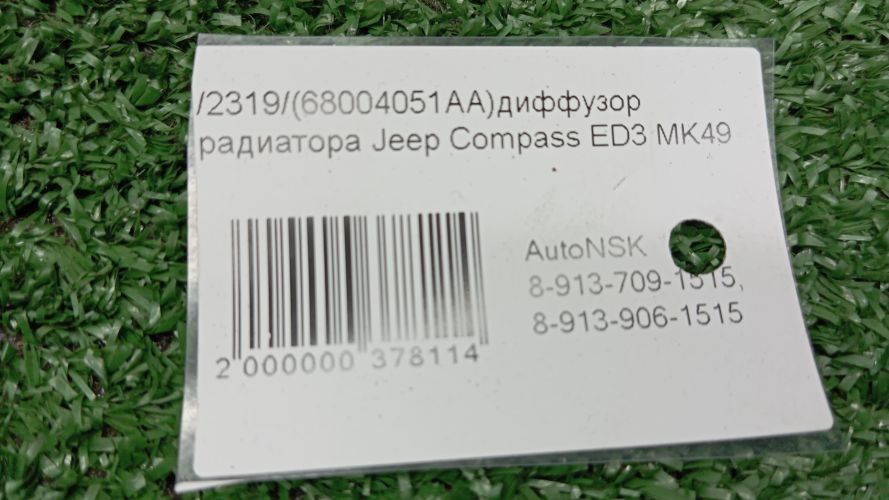 /2319/(68004051AA)диффузор
радиатора Jeep Compass ED3 MK49
AutoNSK
8-913-709-1515,
8-913-906-1515
2 000000 378114